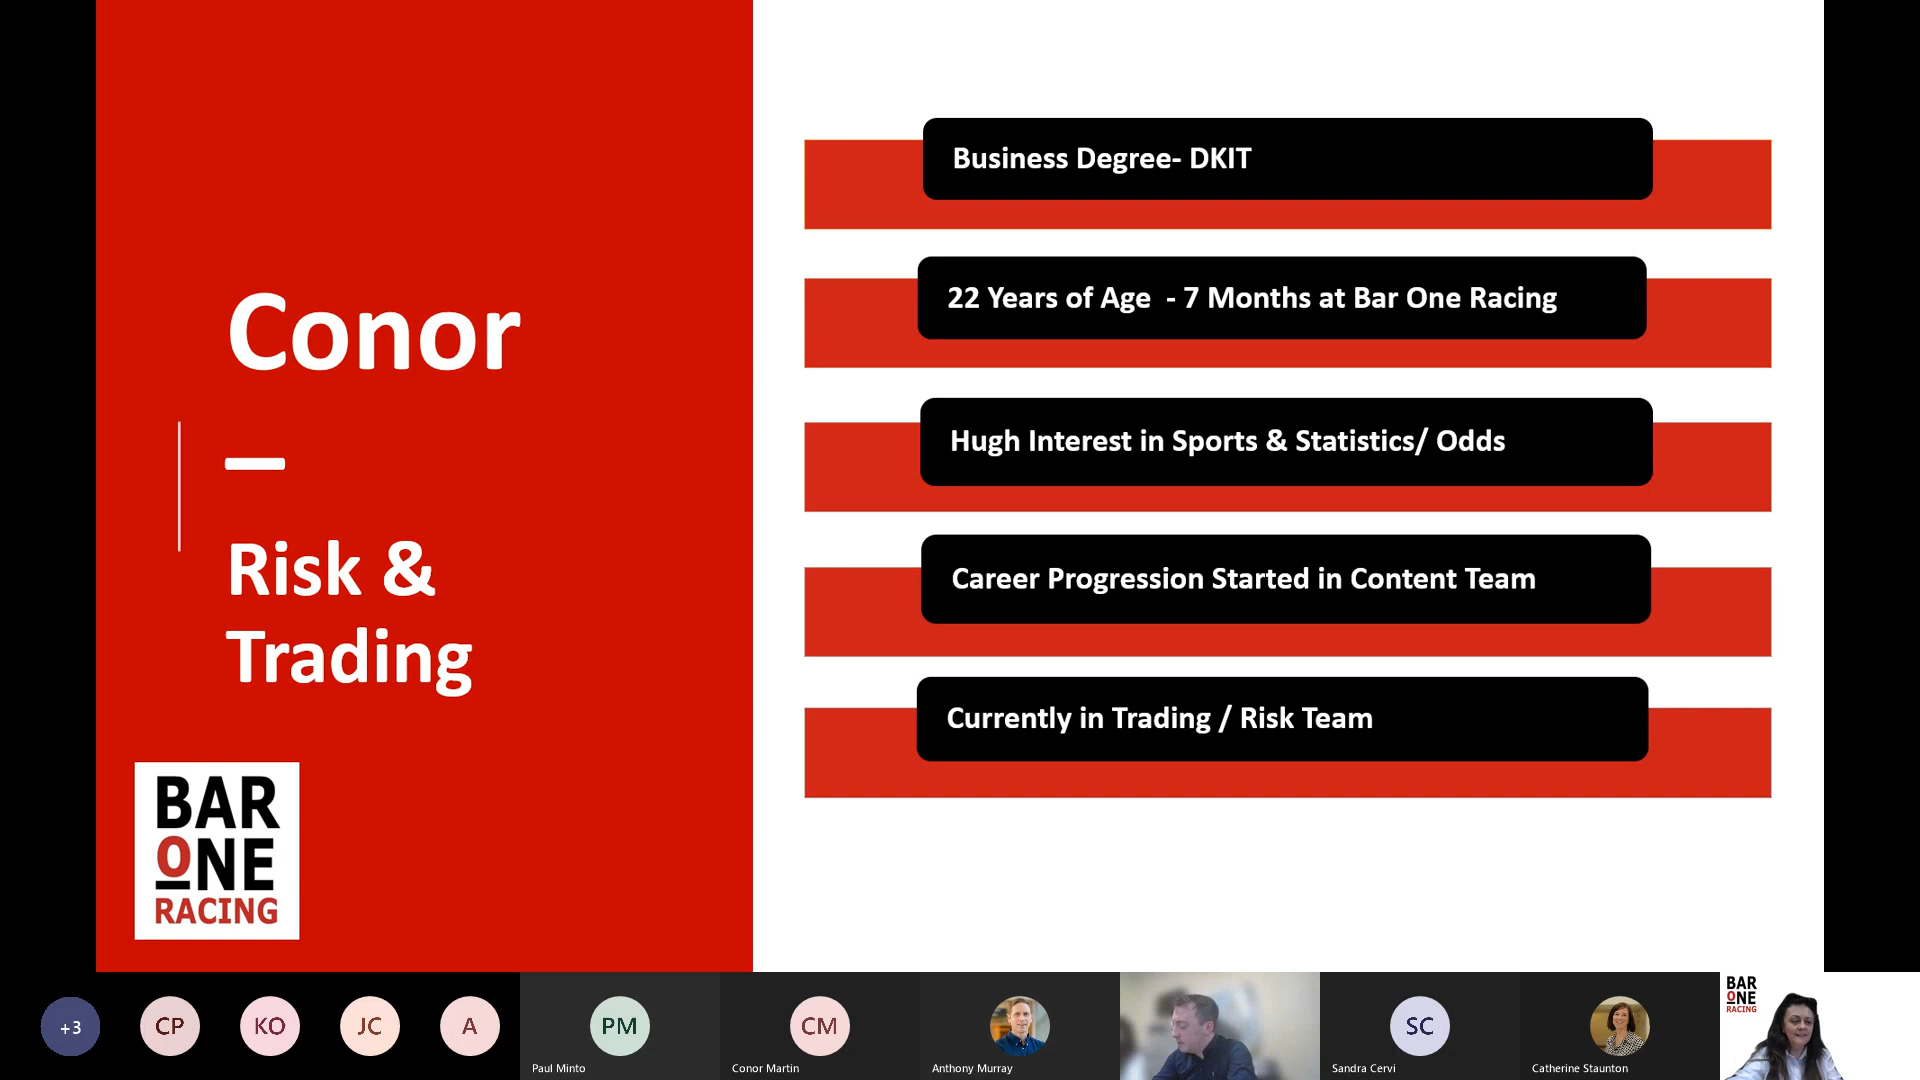 Conor
–
Risk &
Trading
BAR
ONE
RACING
Business Degree- DKIT
22 Years of Age  - 7 Months at Bar One Racing
Hugh Interest in Sports & Statistics/ Odds
Career Progression Started in Content Team
Currently in Trading / Risk Team
+3
CP
KO
JC
A
PM
Paul Minto
CM
Conor Martin
Anthony Murray
SC
Sandra Cervi
Catherine Staunton
BAR
ONE
RACING